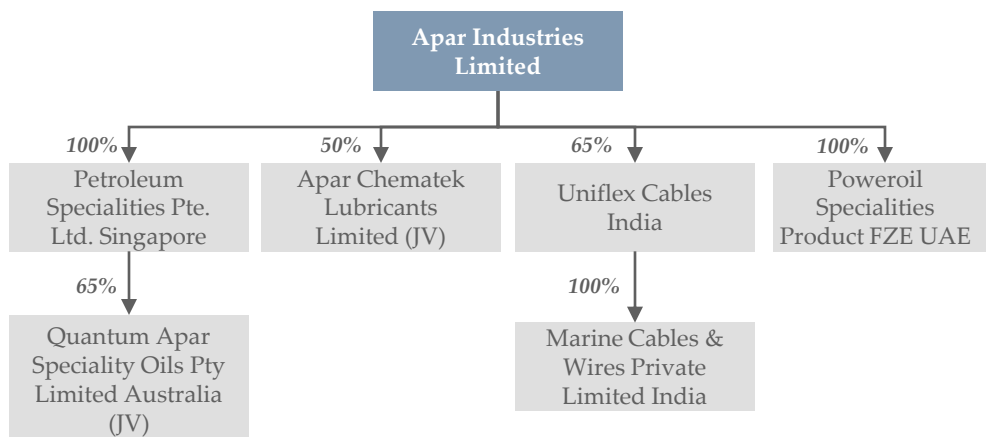 Apar Industries
Limited
100%
50%
65%
100%
Petroleum
Specialities Pte.
Ltd. Singapore
Apar Chematek
Lubricants
Limited (JV)
Uniflex Cables
India
Poweroil
Specialities
Product FZE UAE
65%
100%
Quantum Apar
Speciality Oils Pty
Limited Australia
(JV)
Marine Cables &
Wires Private
Limited India